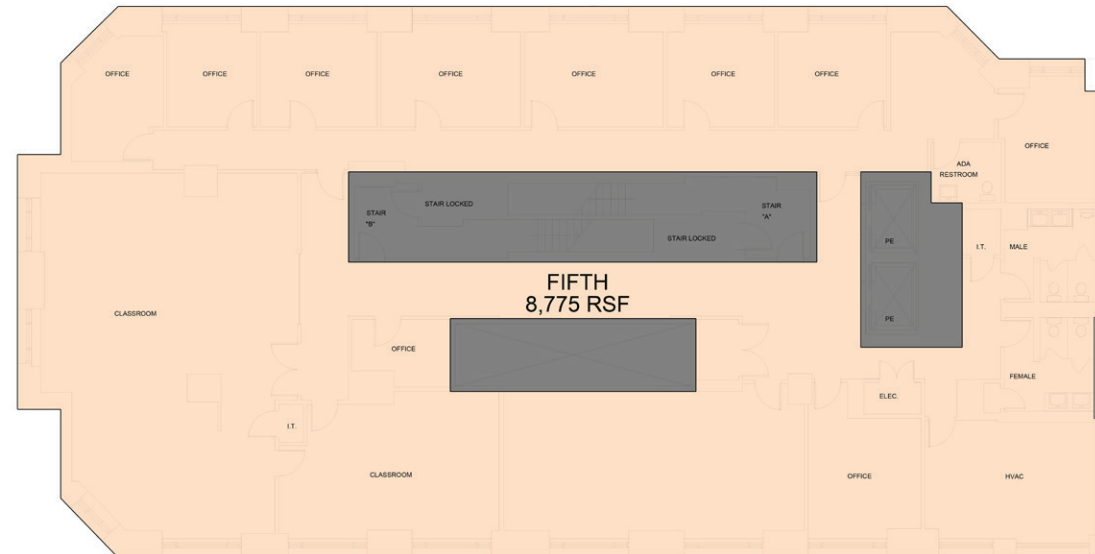 OFFICE
OFFICE
OFFICE
OFFICE
OFFICE
OFFICE
OFFICE
OFFICE
ADA
RESTROOM
STAIR LOCKED
STAIR
"B"
STAIR
"A"
STAIR LOCKED
PE
I.T.
MALE
FIFTH
8,775 RSF
CLASSROOM
PE
OFFICE
FEMALE
ELEC.
I.T.
CLASSROOM
OFFICE
HVAC